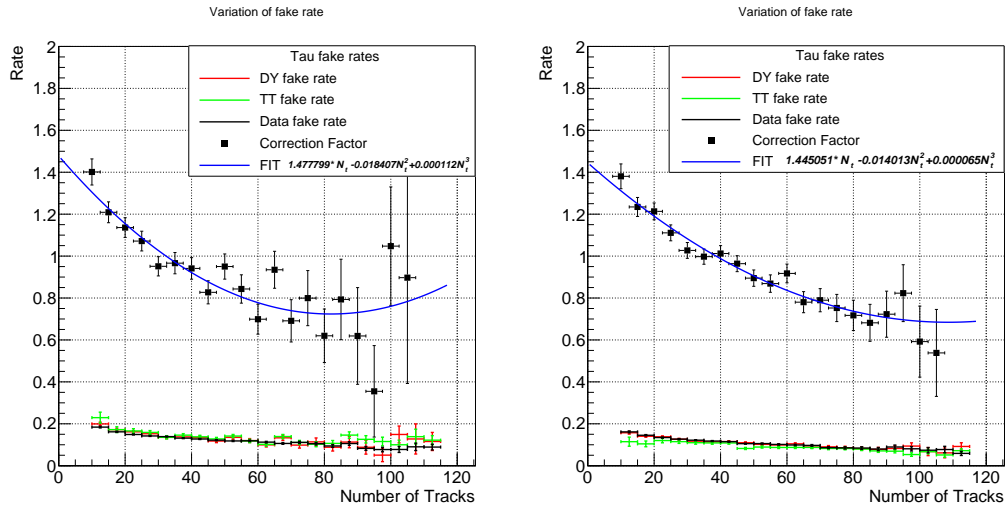 Variation of fake rate
Rate
2
1.8
1.6
1.4
1.2
1
0.8
0.6
0.4
0.2
0
0 20 40 60 80 100 120
Number of Tracks
Tau fake rates
DY fake rate
TT fake rate
Data fake rate
Correction Factor
FIT 1.477799* N_t -0.018407N_t^2+0.000112N_t^3
Variation of fake rate
Rate
2
1.8
1.6
1.4
1.2
1
0.8
0.6
0.4
0.2
0
0 20 40 60 80 100 120
Number of Tracks
Tau fake rates
DY fake rate
TT fake rate
Data fake rate
Correction Factor
FIT 1.445051* N_t -0.014013N_t^2+0.000065N_t^3